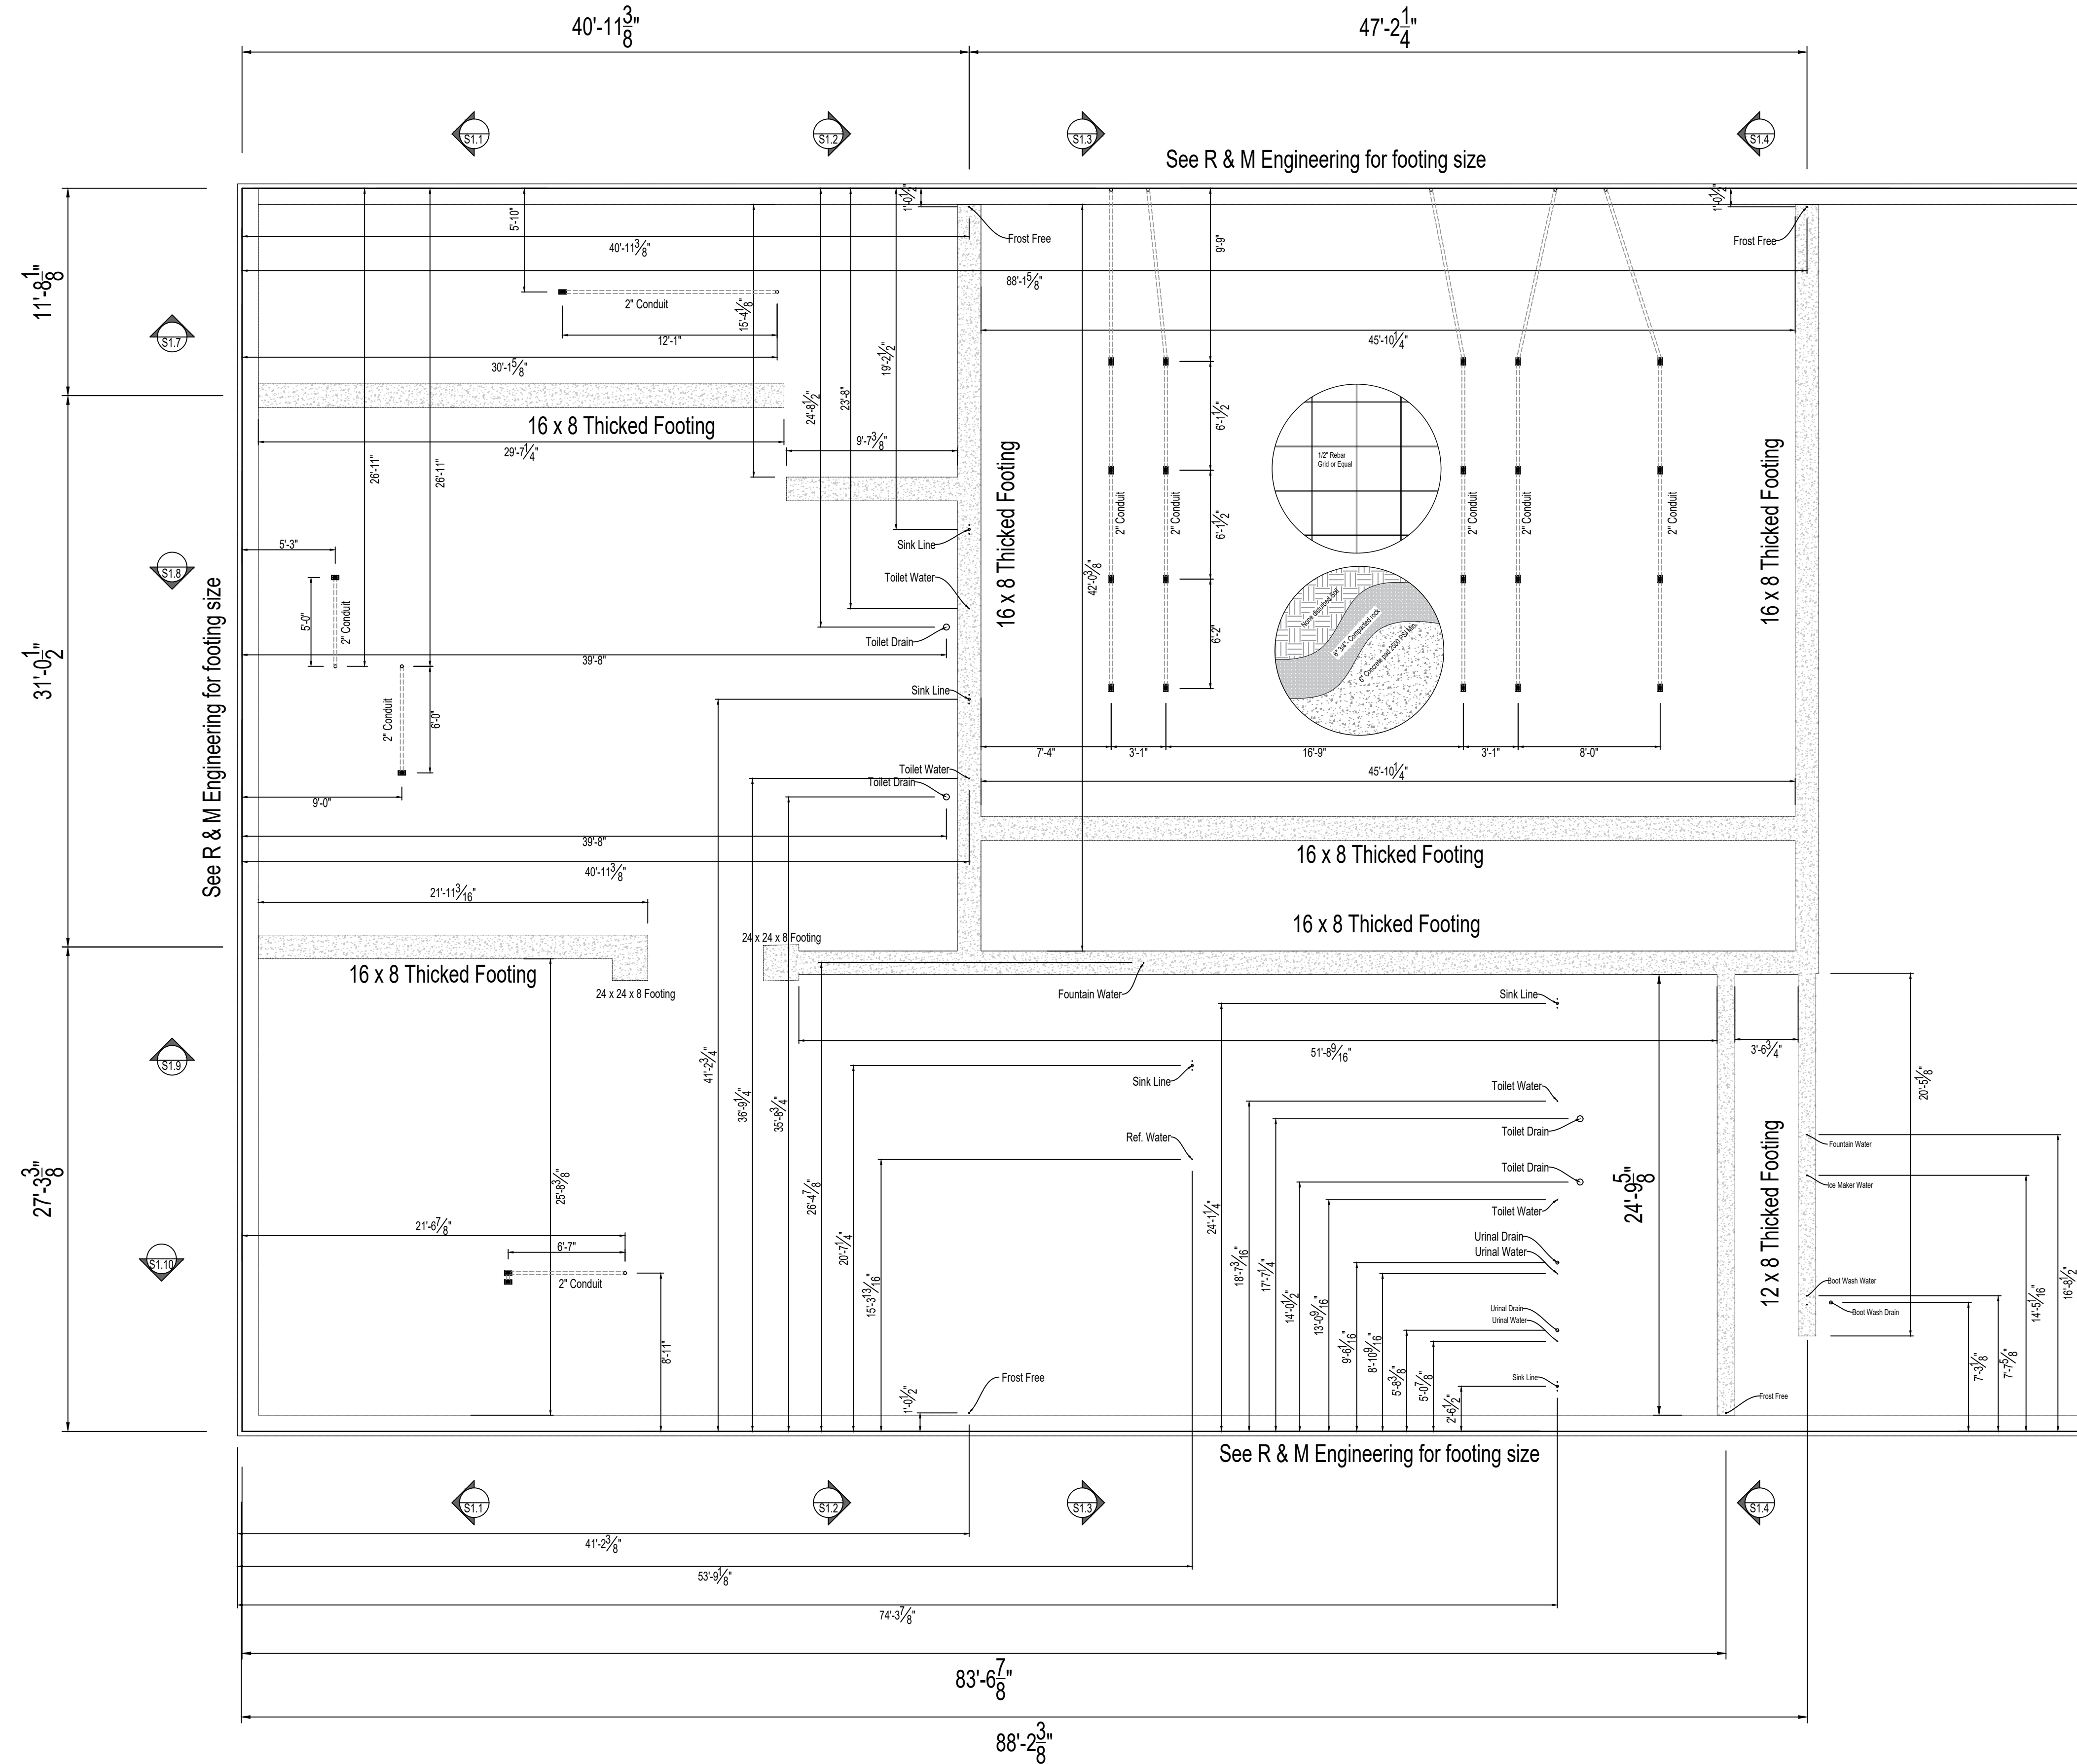 40'-11 3/8"
47'-2 1/4"
S1.1
S1.2
S1.3
S1.4
See R & M Engineering for footing size
1'-0 1/2"
1'-0 1/2"
5'-10"
40'-11 3/8"
Frost Free
Frost Free
9'-9"
88'-1 5/8"
11'-8 1/8"
2" Conduit
15'-4 1/8"
12'-1"
45'-10 1/4"
S1.7
30'-1 5/8"
19'-2 1/2"
23'-8"
24'-8 1/2"
6'-1 1/2"
16 x 8 Thicked Footing
9'-7 3/8"
29'-7 1/4"
26'-11"
26'-11"
1/2" Rebar
Grid or Equal
16 x 8 Thicked Footing
16 x 8 Thicked Footing
2" Conduit
2" Conduit
2" Conduit
2" Conduit
2" Conduit
6'-1 1/2"
5'-3"
Sink Line
S1.8
Toilet Water
42'-0 3/8"
5'-0"
2" Conduit
None disturbed Soil
6" 3/4"- Compacted rock
6" Concrete pad 2500 PSI Min.
6'-2"
Toilet Drain
39'-8"
31'-0 1/2"
See R & M Engineering for footing size
Sink Line
2" Conduit
6'-0"
7'-4"
3'-1"
16'-9"
3'-1"
8'-0"
Toilet Water
Toilet Drain
45'-10 1/4"
9'-0"
39'-8"
16 x 8 Thicked Footing
40'-11 3/8"
21'-11 3/16"
16 x 8 Thicked Footing
24 x 24 x 8 Footing
16 x 8 Thicked Footing
24 x 24 x 8 Footing
Fountain Water
Sink Line
51'-8 9/16"
3'-6 3/4"
S1.9
41'-2 3/4"
36'-9 1/4"
35'-8 3/4"
Sink Line
20'-5 1/8"
Toilet Water
Toilet Drain
Ref. Water
Fountain Water
Toilet Drain
Ice Maker Water
27'-3 3/8"
25'-8 3/8"
26'-4 7/8"
24'-1 1/4"
24'-9 5/8"
12 x 8 Thicked Footing
Toilet Water
21'-6 7/8"
6'-7"
Urinal Drain
Urinal Water
S1.10
2" Conduit
20'-7 1/4"
15'-3 13/16"
18'-7 3/16"
17'-7 1/4"
14'-0 1/2"
13'-0 9/16"
9'-6 1/16"
8'-10 9/16"
5'-8 3/8"
5'-0 7/8"
2'-6 1/2"
Boot Wash Water
Boot Wash Drain
Urinal Drain
Urinal Water
14'-5 1/16"
16'-8 1/2"
8'-11"
7'-3 1/8"
7'-7 5/8"
Frost Free
Sink Line
1'-0 1/2"
Frost Free
See R & M Engineering for footing size
S1.1
S1.2
S1.3
S1.4
41'-2 3/8"
53'-9 1/8"
74'-3 7/8"
83'-6 7/8"
88'-2 3/8"